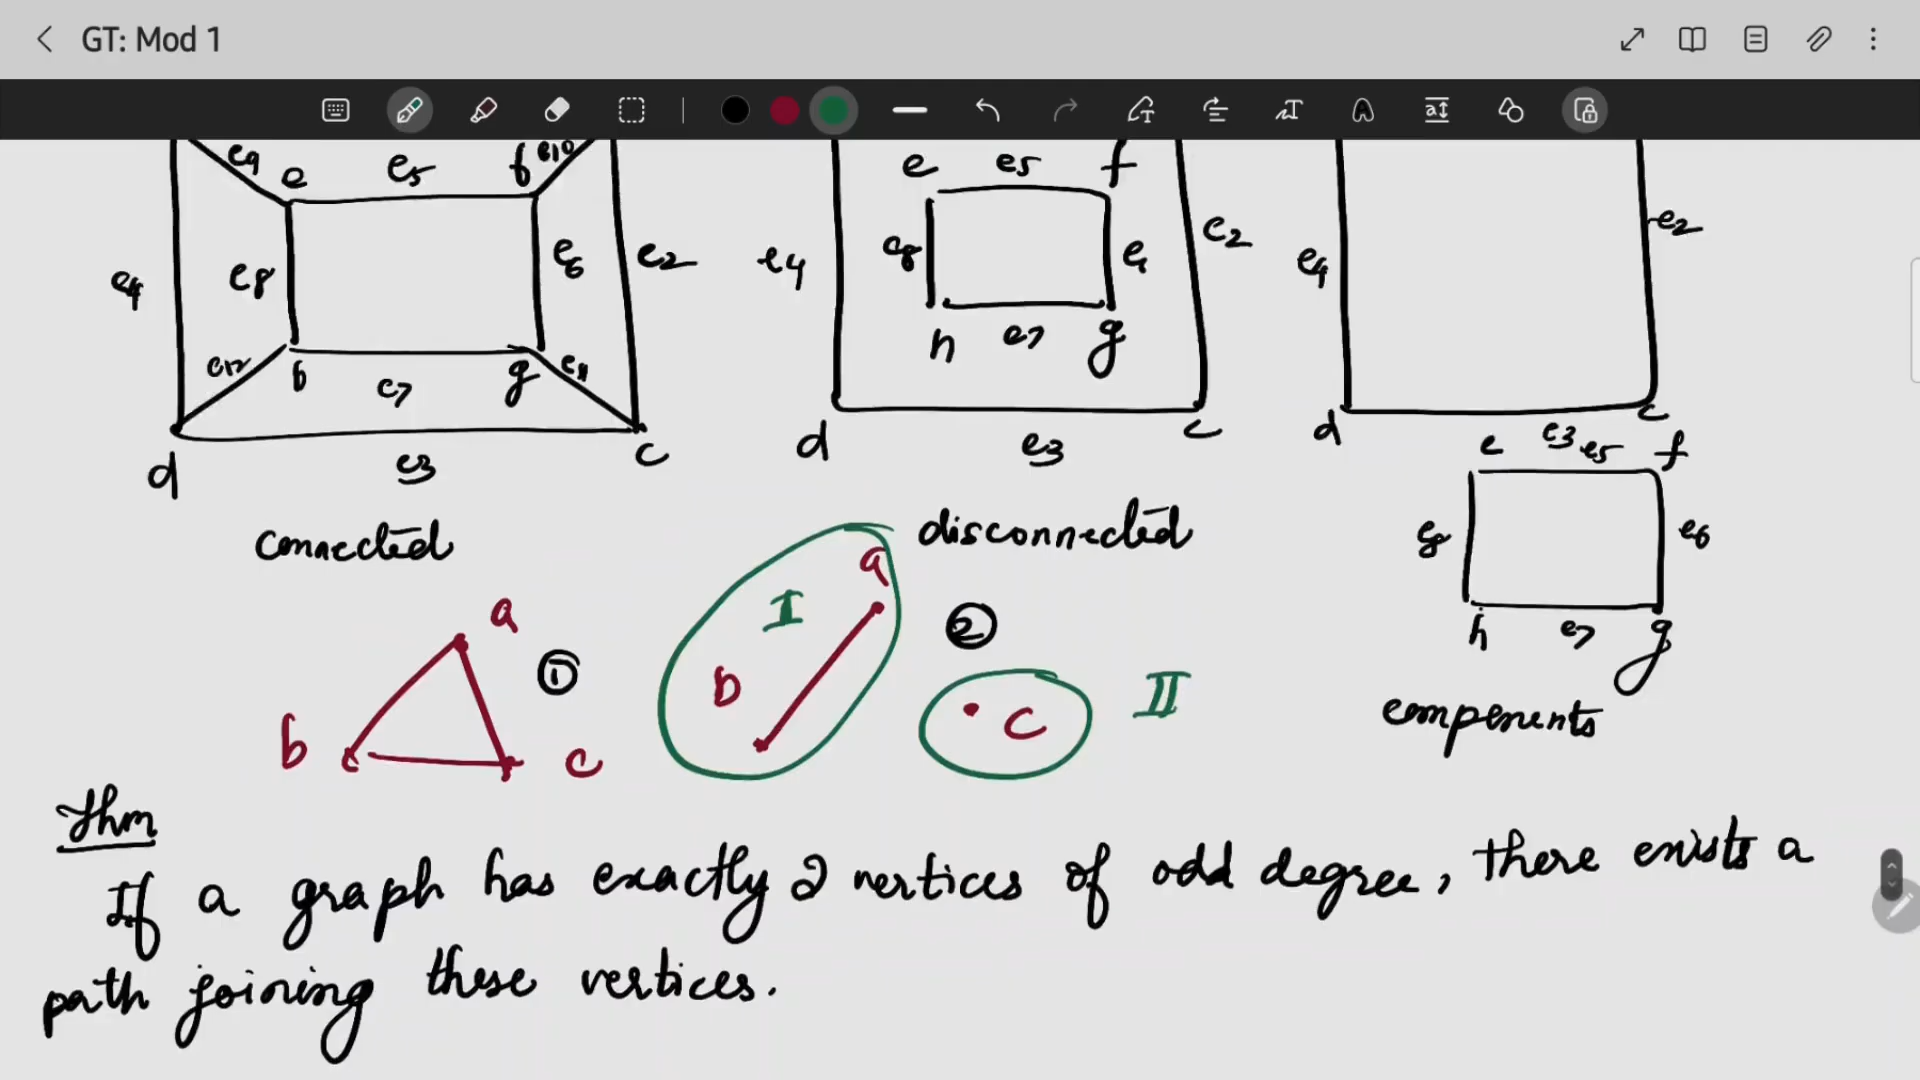 GT: Mod 1
e9 e e5 f e10
e4 e8 e6 e2
e12 b e7 g e11
d e3 c
connected
e e5 f
e4 e8 e2
h e7 g
d e3 c
disconnected
e4 e2
d e3 c
e e5 f
e8 e6
h e7 g
components
a ①
b c
I a
b
② c II
Thm
If a graph has exactly 2 vertices of odd degree, there exists a
path joining these vertices.